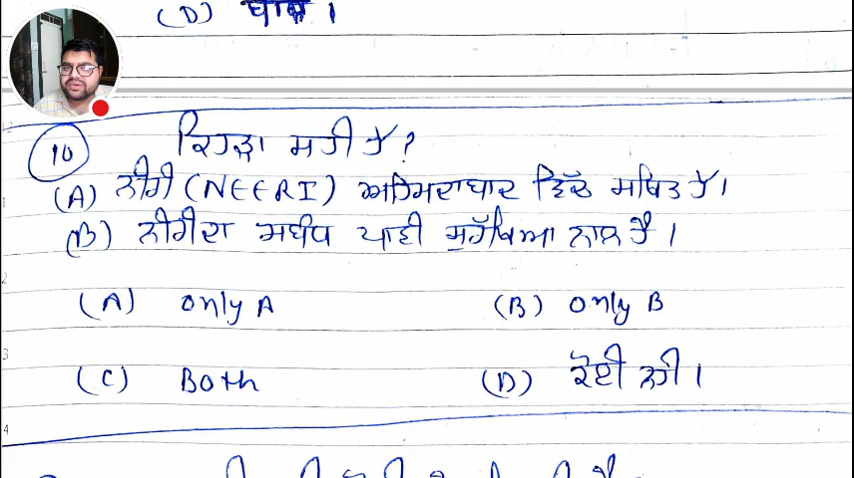 (D) ਘਾਬ ।
10 ਕਿਹੜਾ ਸਹੀ ਹੈ?
(A) ਨੀਰੀ (NEERI) ਅਹਿਮਦਾਬਾਦ ਵਿੱਚ ਸਥਿਤ ਹੈ।
(B) ਨੀਰੀ ਦਾ ਸਬੰਧ ਪਾਣੀ ਸੁਰੱਖਿਆ ਨਾਲ ਹੈ ।
(A) only A (B) only B
(C) Both (D) ਕੋਈ ਨਹੀ ।